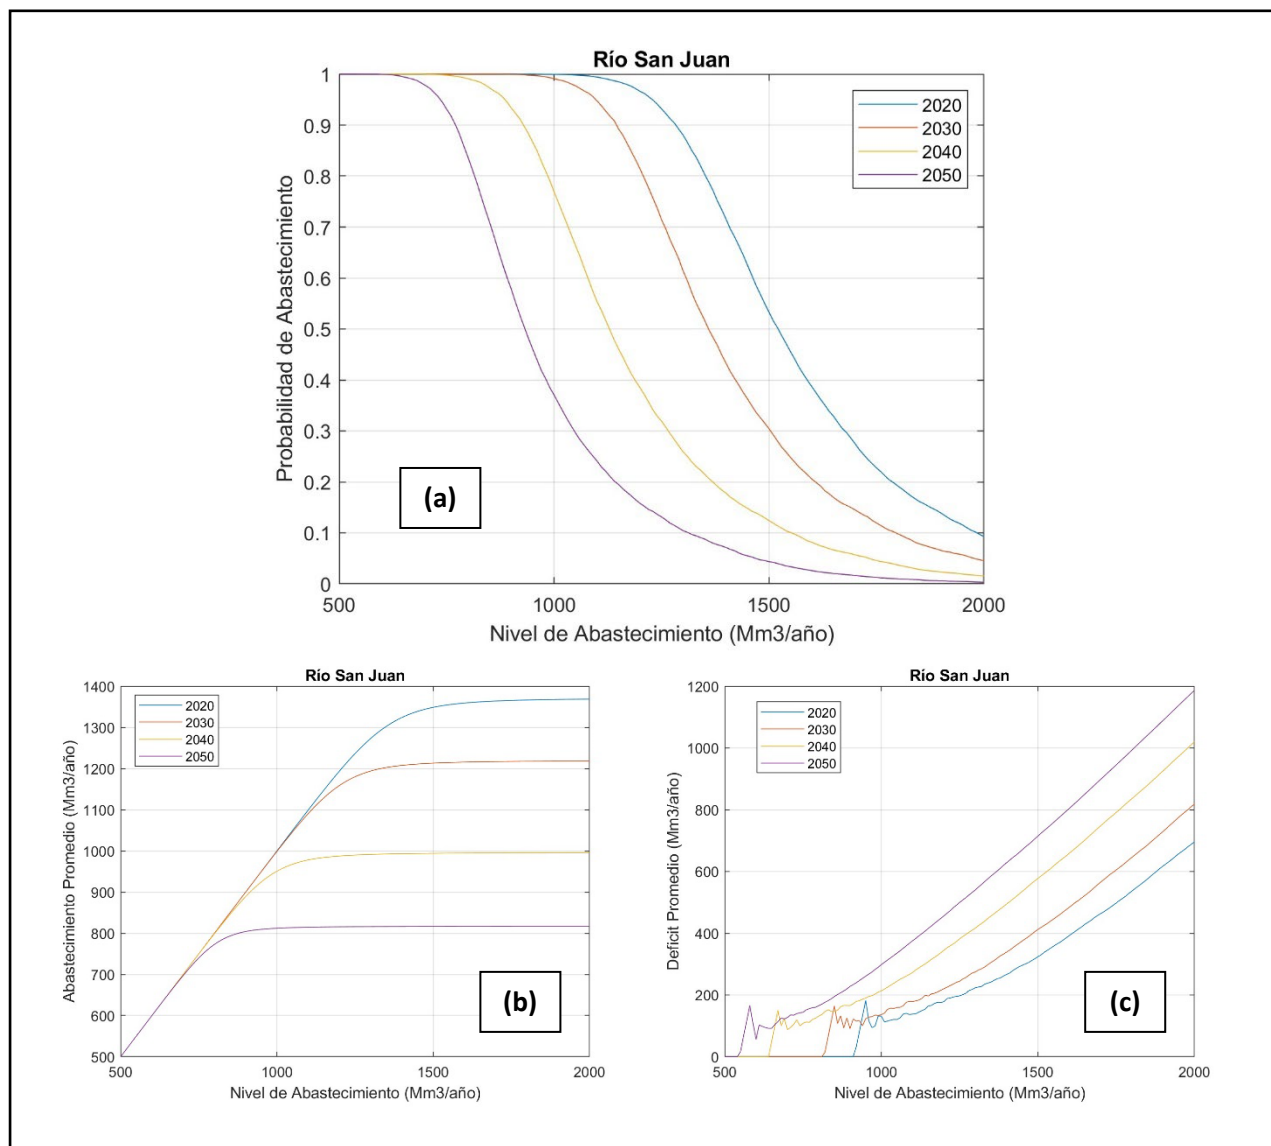 Río San Juan
1
0.9
0.8
0.7
0.6
0.5
0.4
0.3
0.2
0.1
0
Probabilidad de Abastecimiento
2020
2030
2040
2050
(a)
500 1000 1500 2000
Nivel de Abastecimiento (Mm3/año)
Río San Juan
1400
1300
1200
1100
1000
900
800
700
600
500
Abastecimiento Promedio (Mm3/año)
2020
2030
2040
2050
(b)
500 1000 1500 2000
Nivel de Abastecimiento (Mm3/año)
Río San Juan
1200
1000
800
600
400
200
0
Deficit Promedio (Mm3/año)
2020
2030
2040
2050
(c)
500 1000 1500 2000
Nivel de Abastecimiento (Mm3/año)